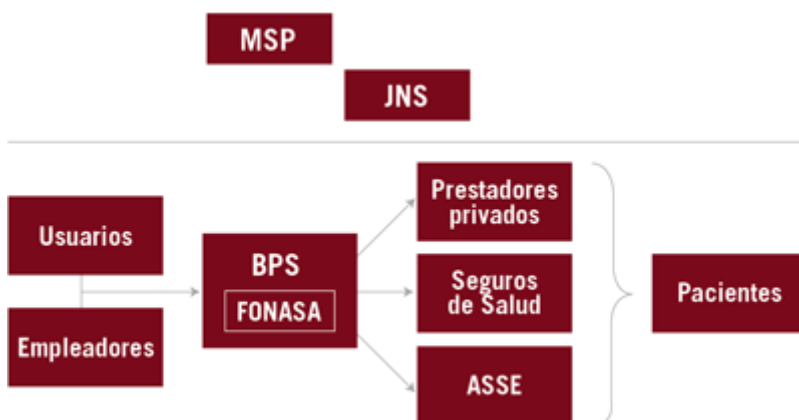 MSP
JNS
Usuarios
Empleadores
BPS
FONASA
Prestadores
privados
Seguros
de Salud
ASSE
Pacientes